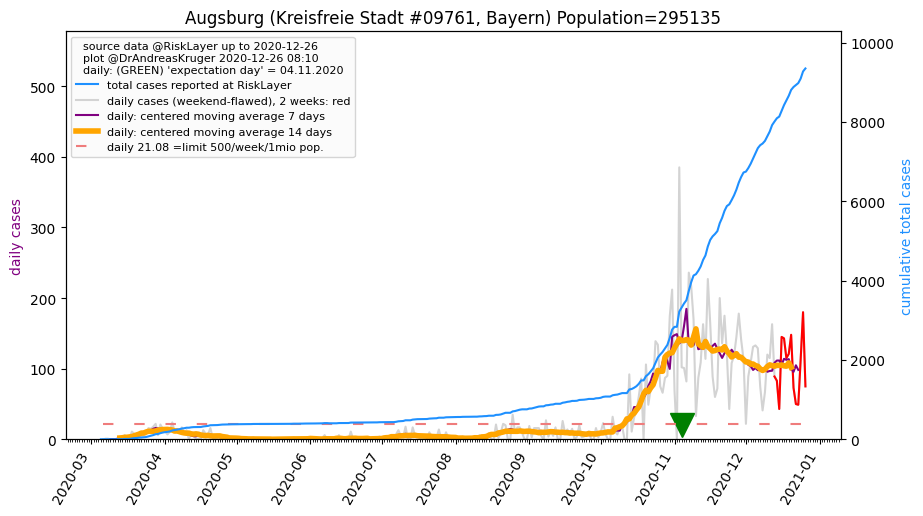 Augsburg (Kreisfreie Stadt #09761, Bayern) Population=295135
source data @RiskLayer up to 2020-12-26
plot @DrAndreasKruger 2020-12-26 08:10
daily: (GREEN) 'expectation day' = 04.11.2020
total cases reported at RiskLayer
daily cases (weekend-flawed), 2 weeks: red
daily: centered moving average 7 days
daily: centered moving average 14 days
daily 21.08 =limit 500/week/1mio pop.
daily cases
500
400
300
200
100
0
cumulative total cases
10000
8000
6000
4000
2000
0
2020-03
2020-04
2020-05
2020-06
2020-07
2020-08
2020-09
2020-10
2020-11
2020-12
2021-01